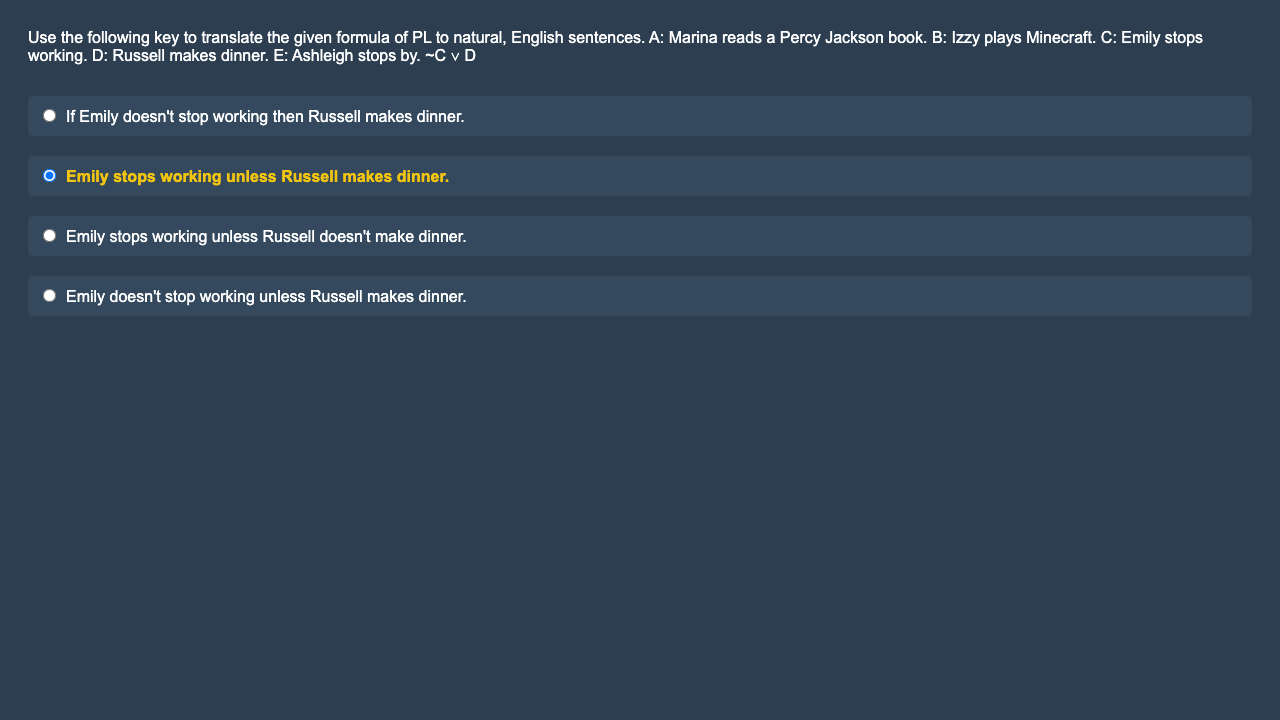 Use the following key to translate the given formula of PL to natural, English sentences. A: Marina reads a Percy Jackson book. B: Izzy plays Minecraft. C: Emily stops
working. D: Russell makes dinner. E: Ashleigh stops by. ~C ∨ D
If Emily doesn't stop working then Russell makes dinner.
Emily stops working unless Russell makes dinner.
Emily stops working unless Russell doesn't make dinner.
Emily doesn't stop working unless Russell makes dinner.